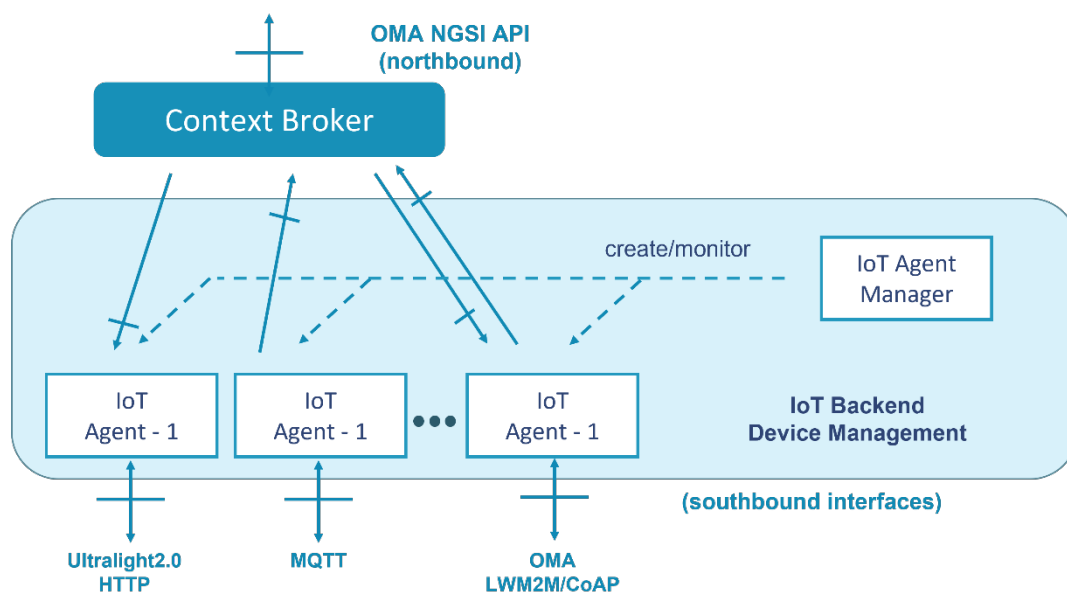 OMA NGSI API
(northbound)
Context Broker
create/monitor
IoT Agent
Manager
IoT
Agent - 1
IoT
Agent - 1
IoT
Agent - 1
IoT Backend
Device Management
(southbound interfaces)
Ultralight2.0
HTTP
MQTT
OMA
LWM2M/CoAP